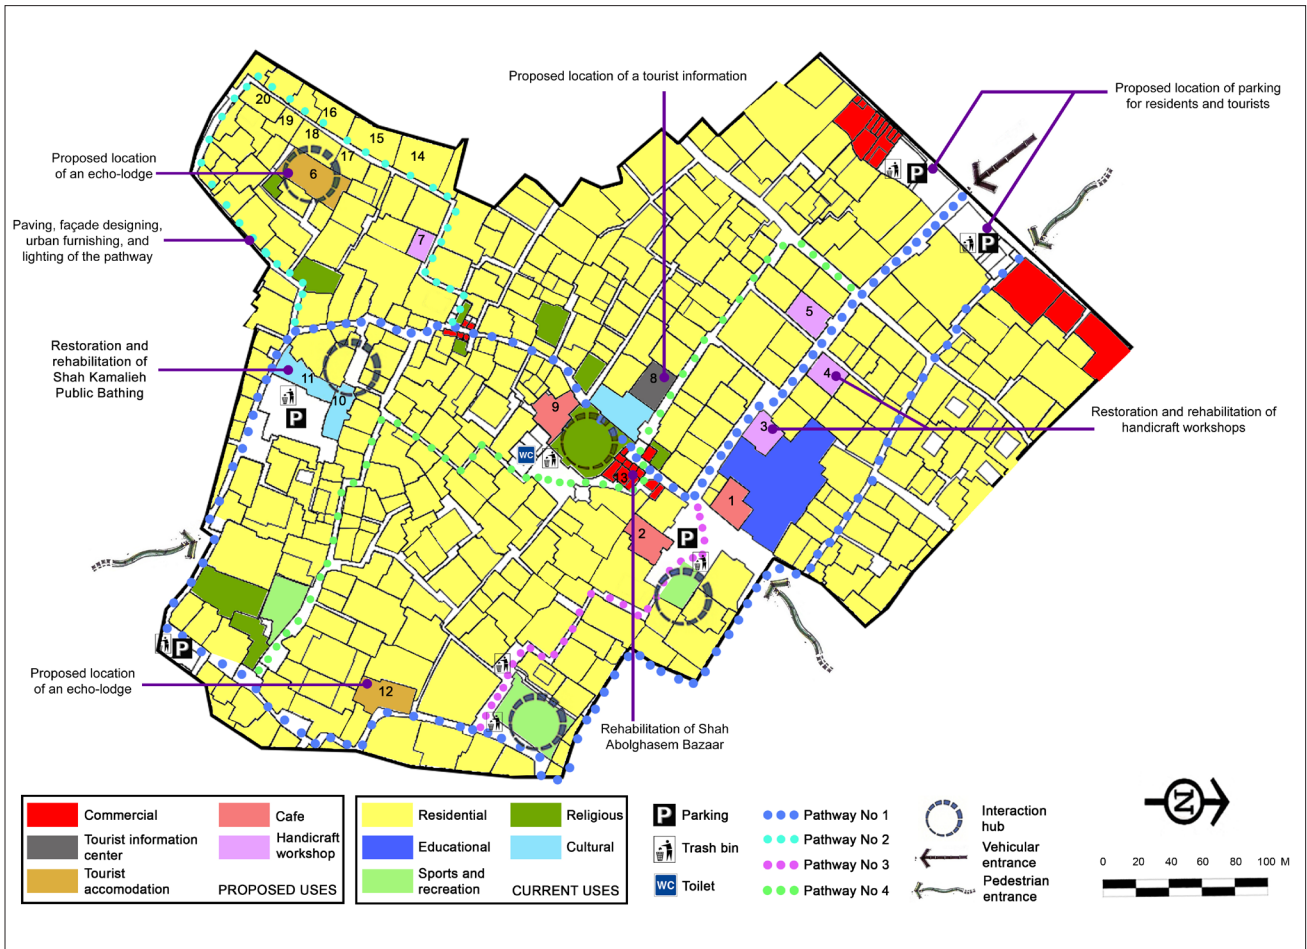 Proposed location of a tourist information
Proposed location of parking
for residents and tourists
Proposed location
of an echo-lodge
Paving, façade designing,
urban furnishing, and
lighting of the pathway
Restoration and
rehabilitation of
Shah Kamalieh
Public Bathing
Restoration and rehabilitation of
handicraft workshops
Proposed location
of an echo-lodge
Rehabilitation of Shah
Abolghasem Bazaar
20
16
19
18
15
17
14
6
7
5
8
4
11
10
9
3
13
1
2
12
P
P
P
P
P
WC
Commercial
Cafe
Tourist information
center
Handicraft
workshop
Tourist
accomodation
PROPOSED USES
Residential
Religious
Educational
Cultural
Sports and
recreation
CURRENT USES
P Parking
Trash bin
WC Toilet
Pathway No 1
Pathway No 2
Pathway No 3
Pathway No 4
Interaction
hub
Vehicular
entrance
Pedestrian
entrance
N
0 20 40 60 80 100 M